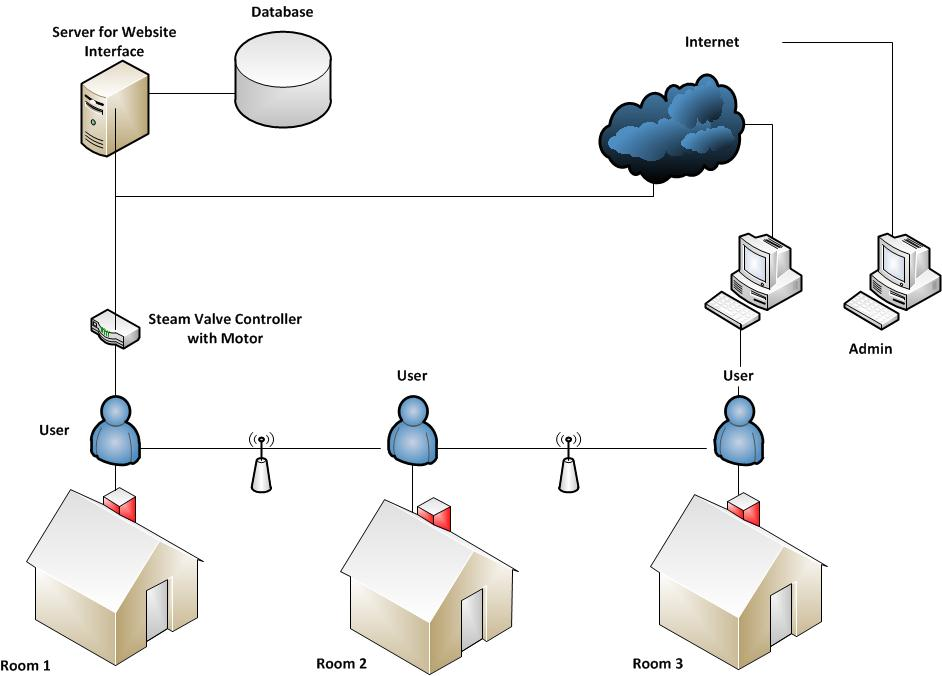 Database
Server for Website
Interface
Internet
Steam Valve Controller
with Motor
Admin
User
User
User
Room 1
Room 2
Room 3